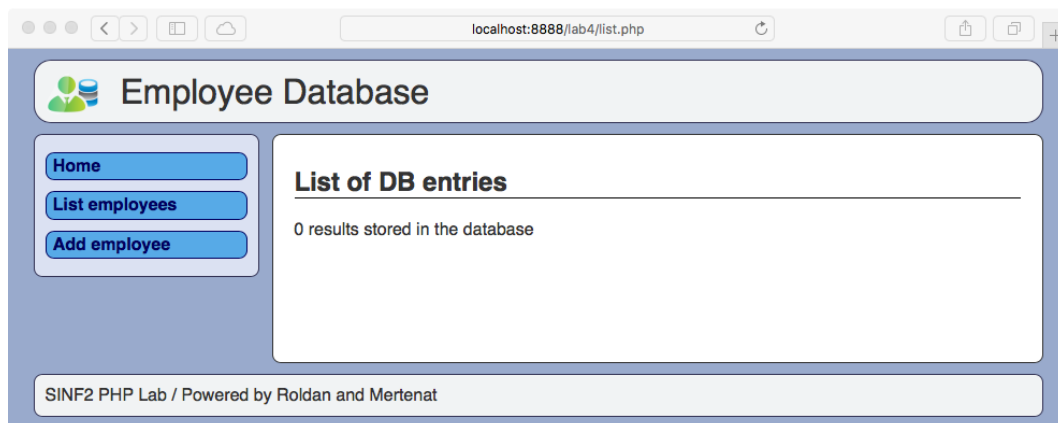 localhost:8888/lab4/list.php
Employee Database
Home
List employees
Add employee
List of DB entries
0 results stored in the database
SINF2 PHP Lab / Powered by Roldan and Mertenat